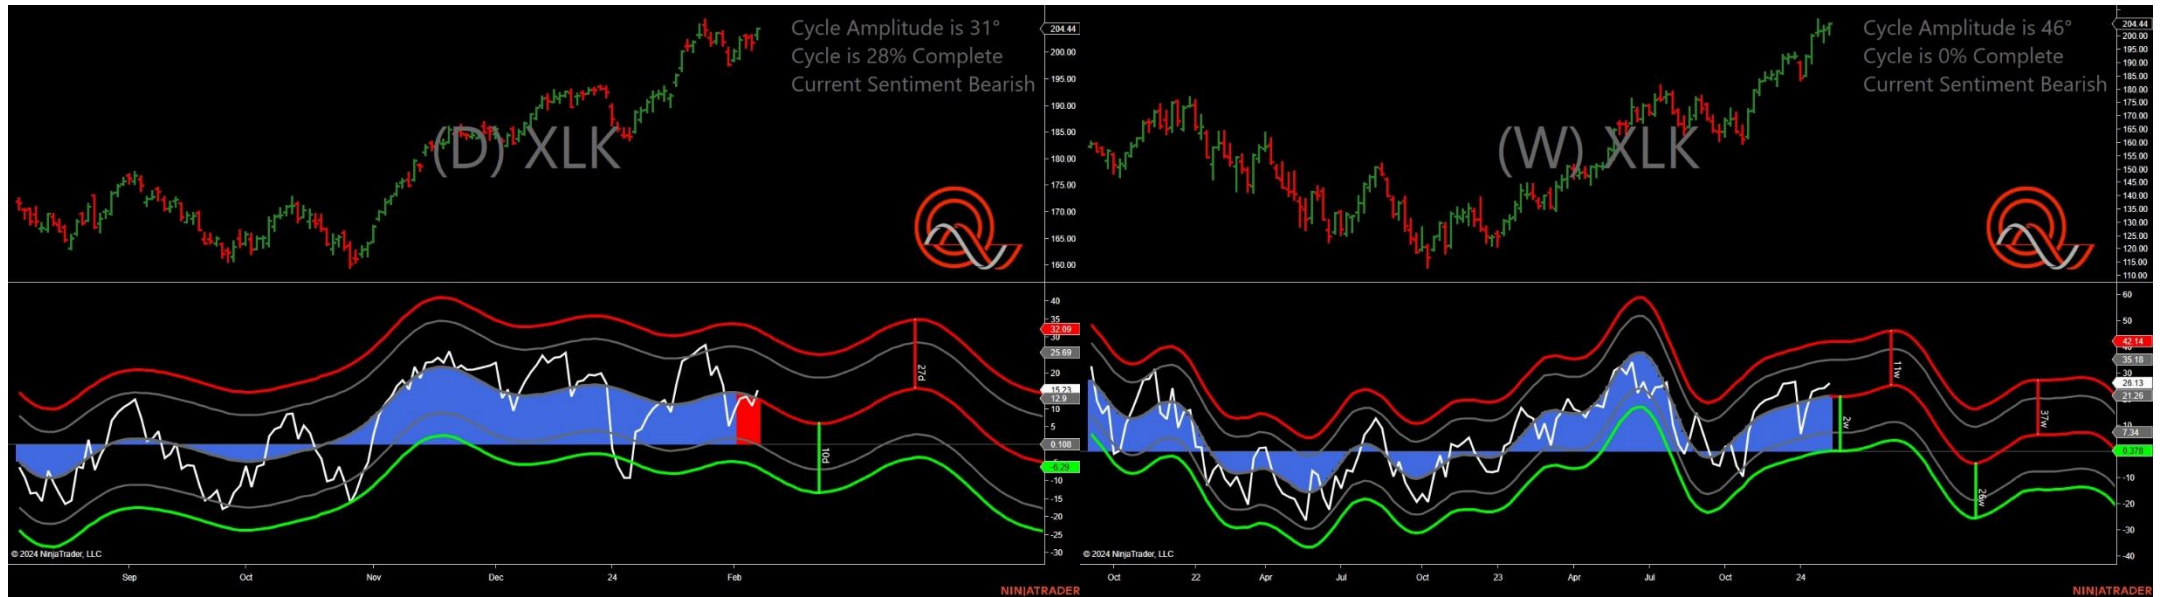 Cycle Amplitude is 31°
Cycle is 28% Complete
Current Sentiment Bearish
(D) XLK
204.44
200.00
195.00
190.00
185.00
180.00
175.00
170.00
165.00
160.00
40
35
32.09
30
25.69
20
15.23
12.9
10
5
0.108
-5
-6.29
-10
-15
-20
-25
-30
27d
10d
© 2024 NinjaTrader, LLC
Sep
Oct
Nov
Dec
24
Feb
NINJATRADER
Cycle Amplitude is 46°
Cycle is 0% Complete
Current Sentiment Bearish
(W) XLK
204.44
200.00
190.00
185.00
180.00
175.00
170.00
165.00
160.00
155.00
150.00
145.00
140.00
135.00
130.00
125.00
120.00
115.00
110.00
60
50
42.14
35.18
30
26.13
21.26
10
7.34
0.378
-10
-20
-30
-40
11w
2w
37w
26w
© 2024 NinjaTrader, LLC
Oct
22
Apr
Jul
Oct
23
Apr
Jul
Oct
24
NINJATRADER